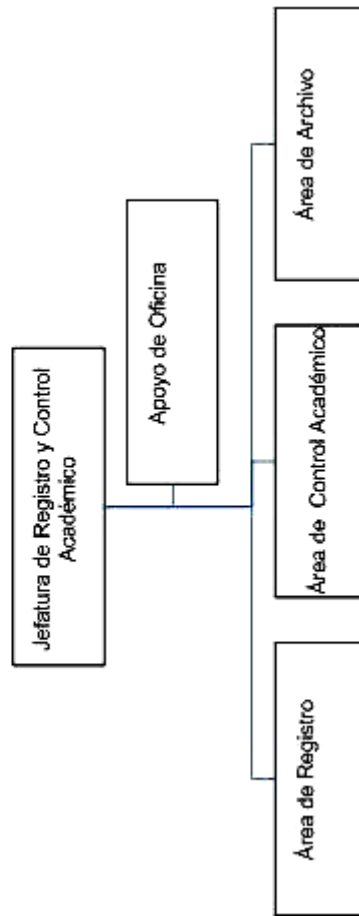 Jefatura de Registro y Control
Académico
Apoyo de Oficina
Área de Registro
Área de Control Académico
Área de Archivo